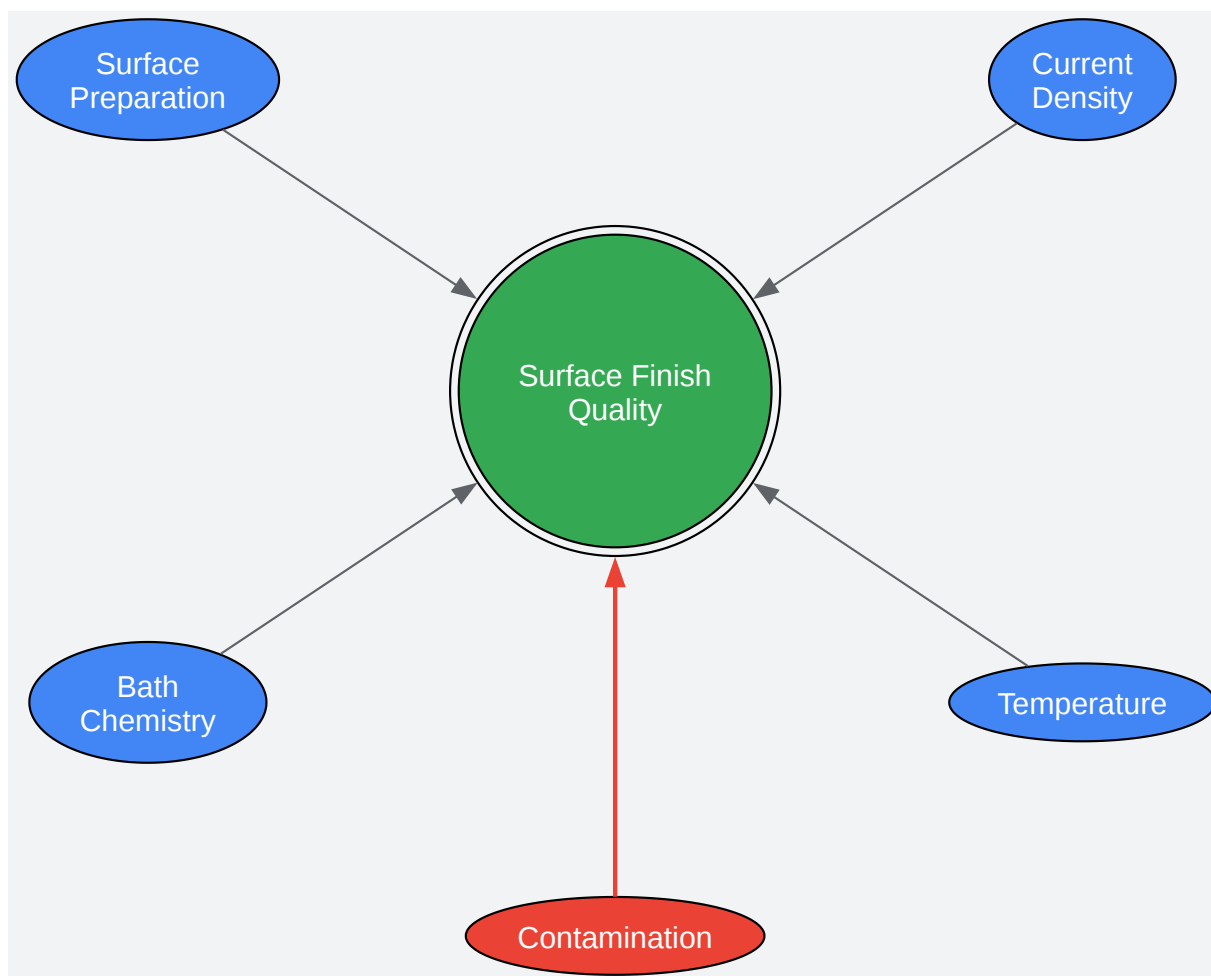 Surface
Preparation
Current
Density
Surface Finish
Quality
Bath
Chemistry
Temperature
Contamination